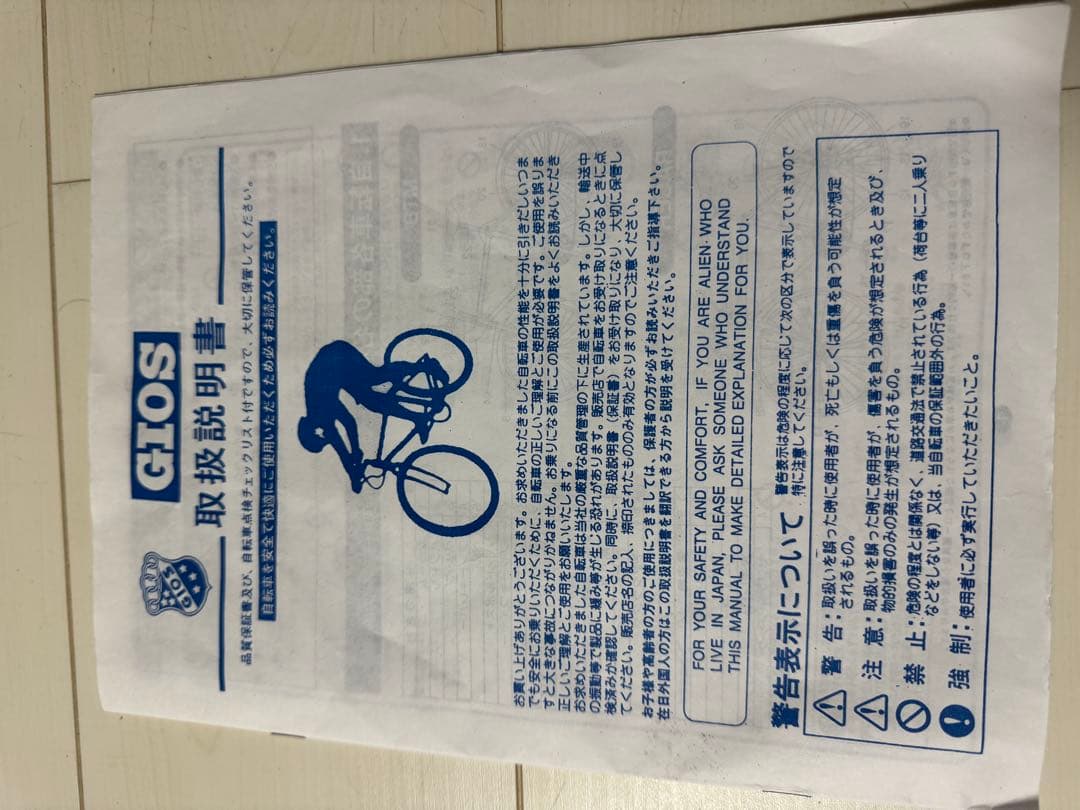 GIOS
GIOS
取扱説明書
品質保証書及び、自転車点検チェックリスト付ですので、大切に保管してください。
自転車を安全で快適にご使用いただくため必ずお読みください。
お買い上げありがとうございます。お求めいただきました自転車の性能を十分に引きだしいつま
でも安全にお乗りいただくために、自転車の正しいご理解とご使用が必要です。ご使用を誤りま
すと大きな事故につながりかねません。お乗りになる前にこの取扱説明書をよくお読みいただき
正しいご理解とご使用をお願いいたします。
お求めいただきました自転車は当社の厳重な品質管理の下に生産されています。しかし、輸送中
の振動等で製品に緩み等が生じる恐れがあります。販売店で自転車をお受け取りになるときに点
検済みか確認してください。同時に、取扱説明書（保証書）をお受け取りになり、大切に保管し
てください。販売店名の記入、捺印されたもののみ有効となりますのでご注意ください。
お子様や高齢者の方のご使用につきましては、保護者の方が必ずお読みいただきご指導下さい。
在日外国人の方はこの取扱説明書を翻訳できる方から説明を受けてください。
FOR YOUR SAFETY AND COMFORT, IF YOU ARE ALIEN WHO
LIVE IN JAPAN, PLEASE ASK SOMEONE WHO UNDERSTAND
THIS MANUAL TO MAKE DETAILED EXPLANATION FOR YOU.
警告表示について
警告表示は危険の程度に応じて次の区分で表示していますので
特に注意してください。
警 告：取扱いを誤った時に使用者が、死亡もしくは重傷を負う可能性が想定
されるもの。
注 意：取扱いを誤った時に使用者が、傷害を負う危険が想定されるとき及び、
物的損害のみの発生が想定されるもの。
禁 止：危険の程度とは関係なく、道路交通法で禁止されている行為（荷台等に二人乗り
などをしない等）又は、当自転車の保証範囲外の行為。
強 制：使用者に必ず実行していただきたいこと。